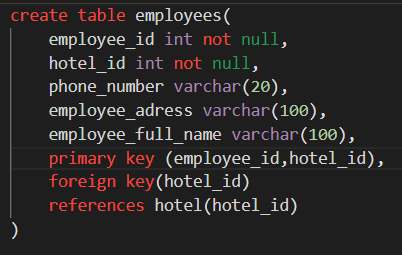 create table employees(
    employee_id int not null,
    hotel_id int not null,
    phone_number varchar(20),
    employee_adress varchar(100),
    employee_full_name varchar(100),
    primary key (employee_id,hotel_id),
    foreign key(hotel_id)
    references hotel(hotel_id)
)